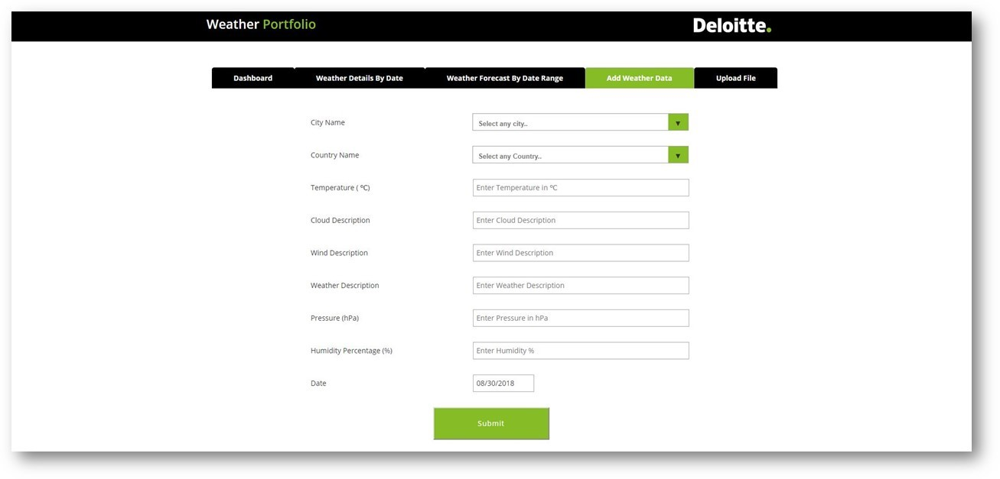 Weather Portfolio
Deloitte.
Dashboard
Weather Details By Date
Weather Forecast By Date Range
Add Weather Data
Upload File
City Name
Select any city..
▼
Country Name
Select any Country..
▼
Temperature ( ºC)
Enter Temperature in ºC
Cloud Description
Enter Cloud Description
Wind Description
Enter Wind Description
Weather Description
Enter Weather Description
Pressure (hPa)
Enter Pressure in hPa
Humidity Percentage (%)
Enter Humidity %
Date
08/30/2018
Submit